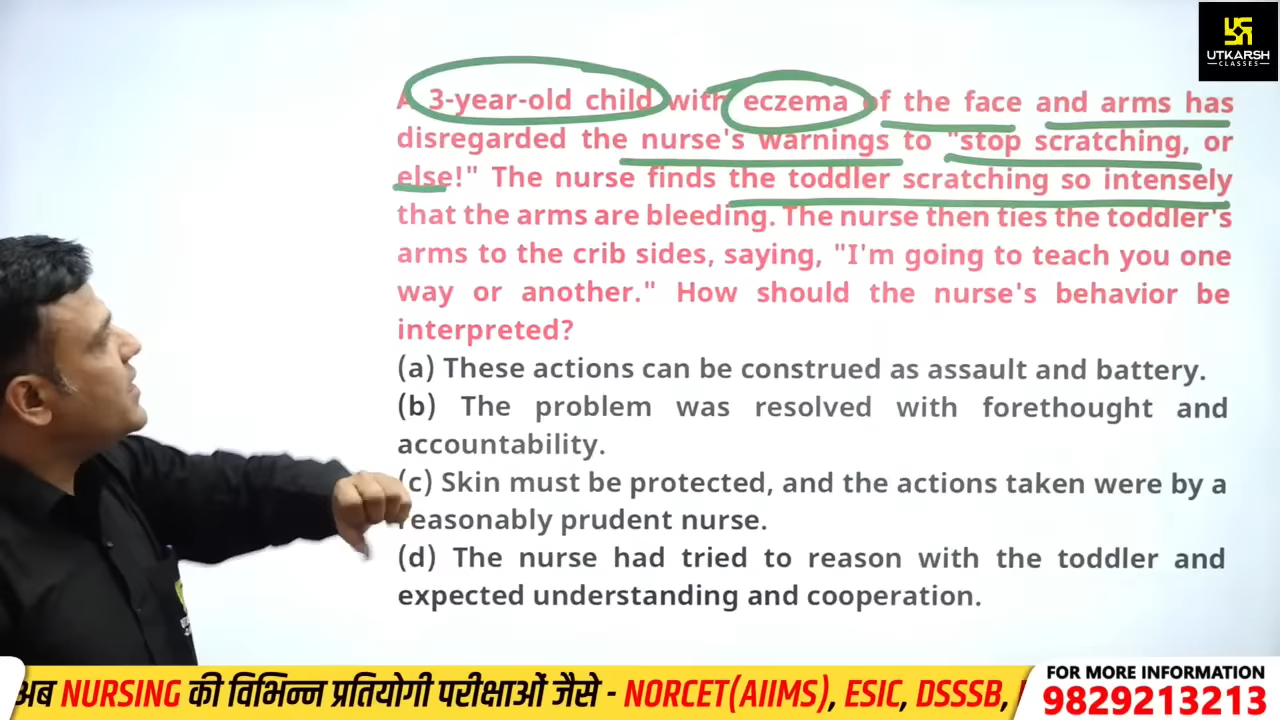 UTKARSH
CLASSES
A 3-year-old child with eczema of the face and arms has
disregarded the nurse's warnings to "stop scratching, or
else!" The nurse finds the toddler scratching so intensely
that the arms are bleeding. The nurse then ties the toddler's
arms to the crib sides, saying, "I'm going to teach you one
way or another." How should the nurse's behavior be
interpreted?
(a) These actions can be construed as assault and battery.
(b) The problem was resolved with forethought and
accountability.
(c) Skin must be protected, and the actions taken were by a
reasonably prudent nurse.
(d) The nurse had tried to reason with the toddler and
expected understanding and cooperation.
अब NURSING की विभिन्न प्रतियोगी परीक्षाओं जैसे - NORCET(AIIMS), ESIC, DSSSB,
FOR MORE INFORMATION
9829213213